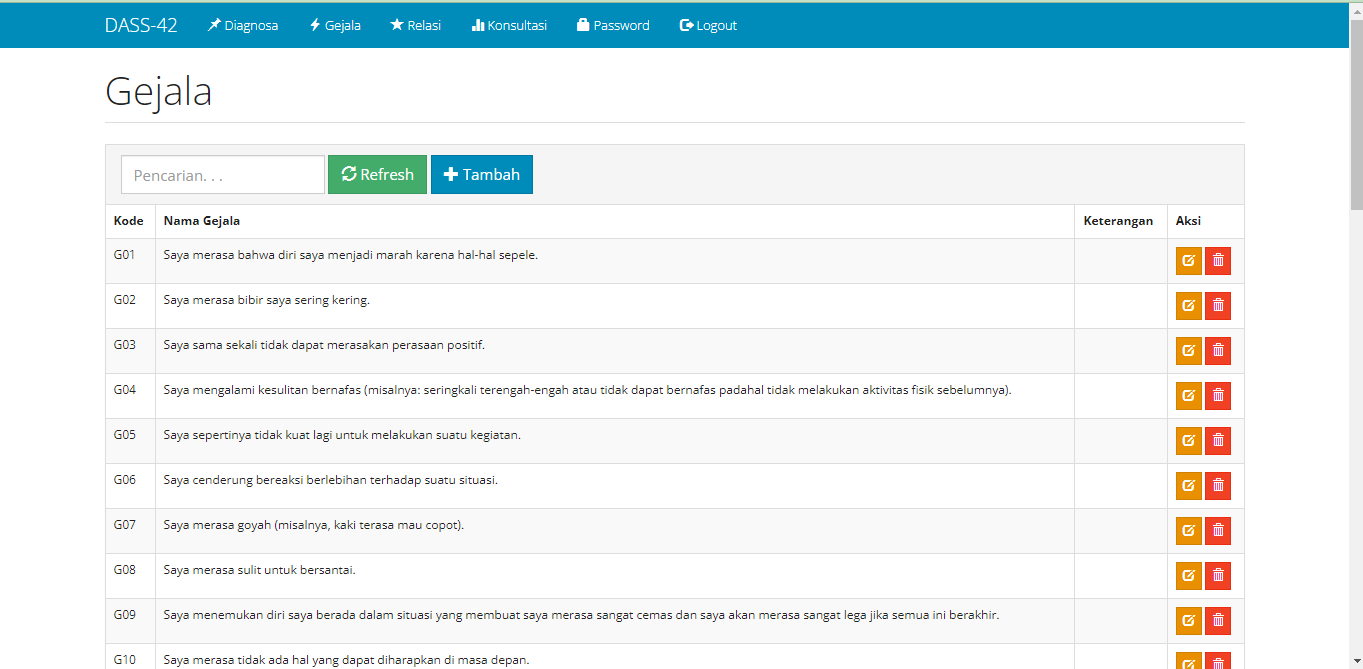 DASS-42 Diagnosa Gejala Relasi Konsultasi Password Logout
Gejala
Pencarian. . . Refresh Tambah
Kode Nama Gejala Keterangan Aksi
G01 Saya merasa bahwa diri saya menjadi marah karena hal-hal sepele.
G02 Saya merasa bibir saya sering kering.
G03 Saya sama sekali tidak dapat merasakan perasaan positif.
G04 Saya mengalami kesulitan bernafas (misalnya: seringkali terengah-engah atau tidak dapat bernafas padahal tidak melakukan aktivitas fisik sebelumnya).
G05 Saya sepertinya tidak kuat lagi untuk melakukan suatu kegiatan.
G06 Saya cenderung bereaksi berlebihan terhadap suatu situasi.
G07 Saya merasa goyah (misalnya, kaki terasa mau copot).
G08 Saya merasa sulit untuk bersantai.
G09 Saya menemukan diri saya berada dalam situasi yang membuat saya merasa sangat cemas dan saya akan merasa sangat lega jika semua ini berakhir.
G10 Saya merasa tidak ada hal yang dapat diharapkan di masa depan.